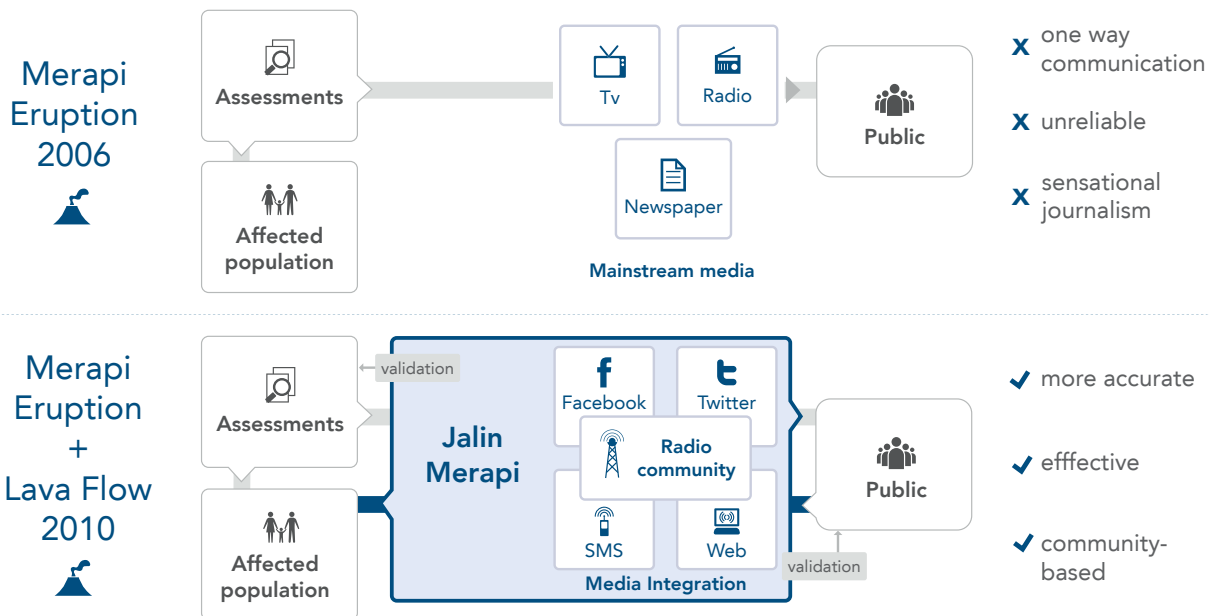 Merapi
Eruption
2006
Assessments
Affected
population
Tv
Radio
Newspaper
Mainstream media
Public
x one way
communication
x unreliable
x sensational
journalism
Merapi
Eruption
+
Lava Flow
2010
Assessments
Affected
population
validation
Jalin
Merapi
Facebook
Twitter
Radio
community
SMS
Web
Media Integration
Public
validation
more accurate
efffective
community-
based